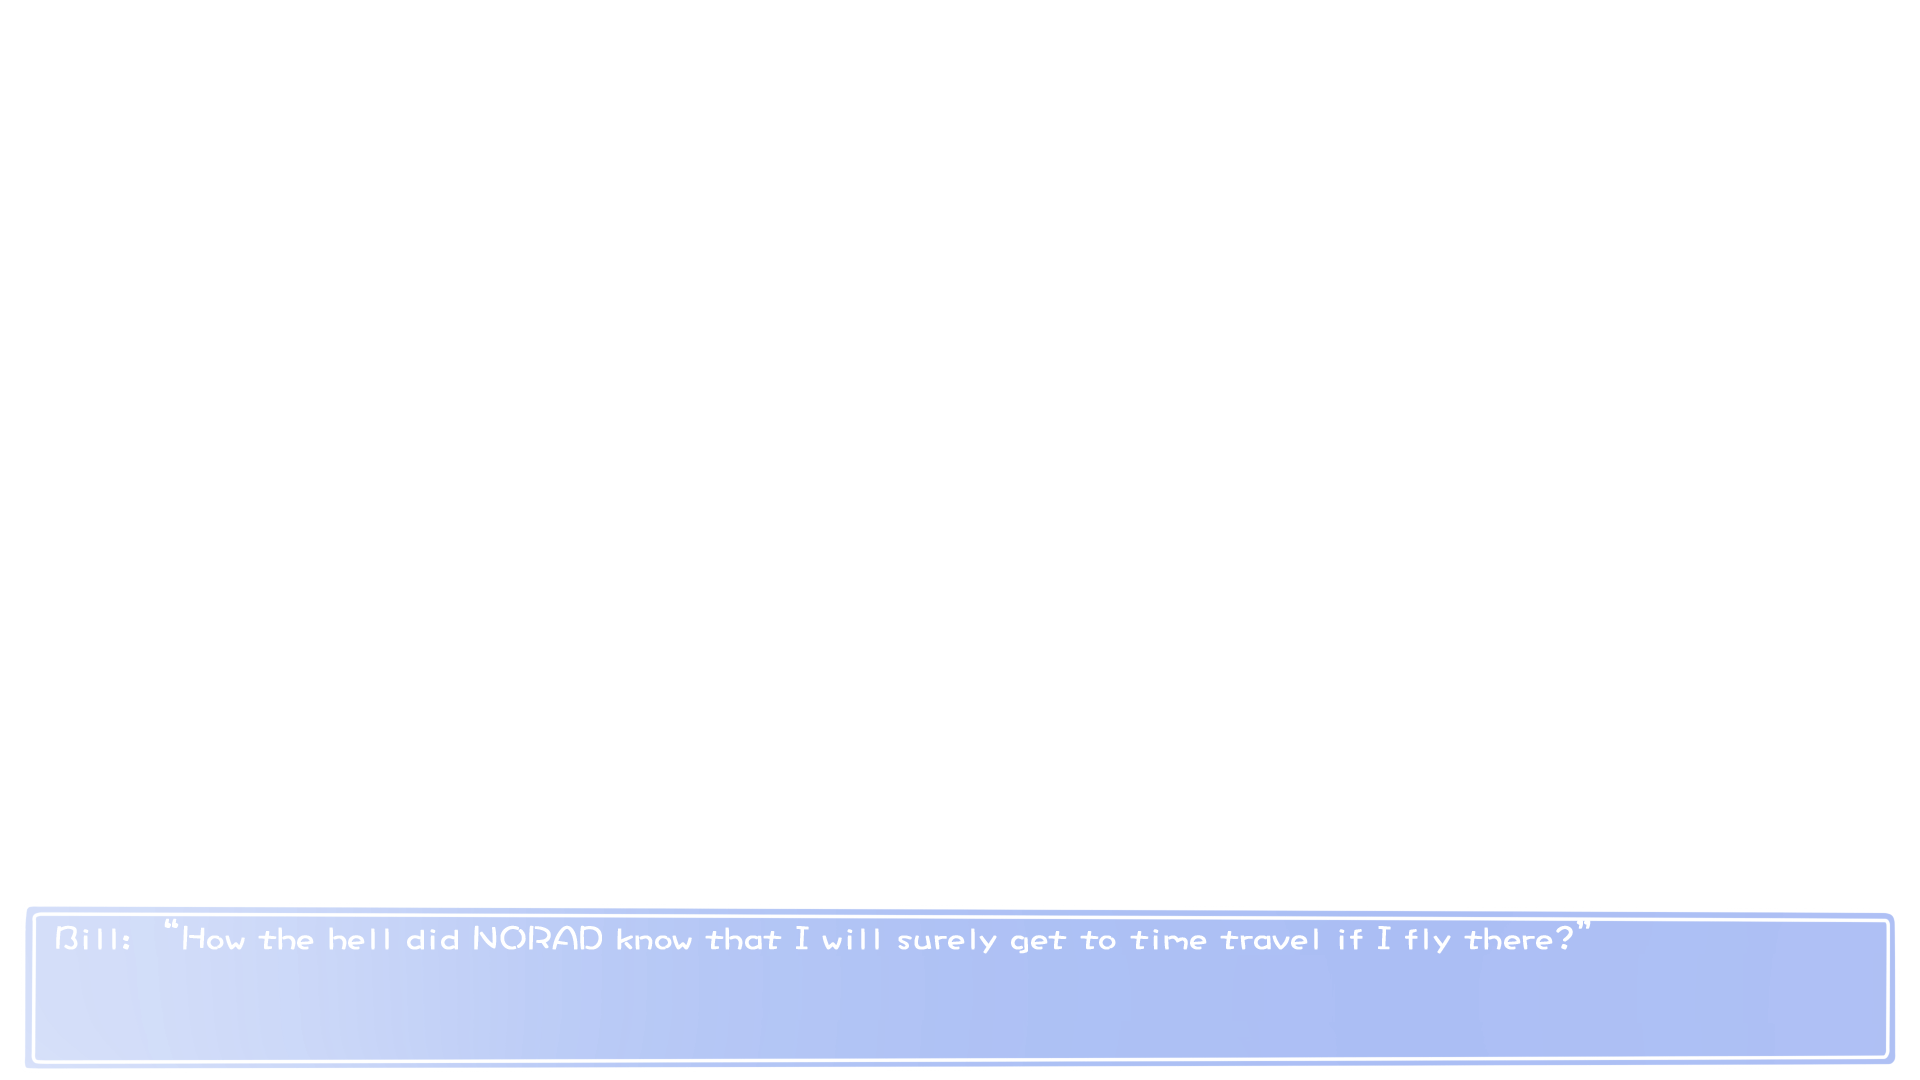 Bill: “How the hell did NORAD know that I will surely get to time travel if I fly there?”